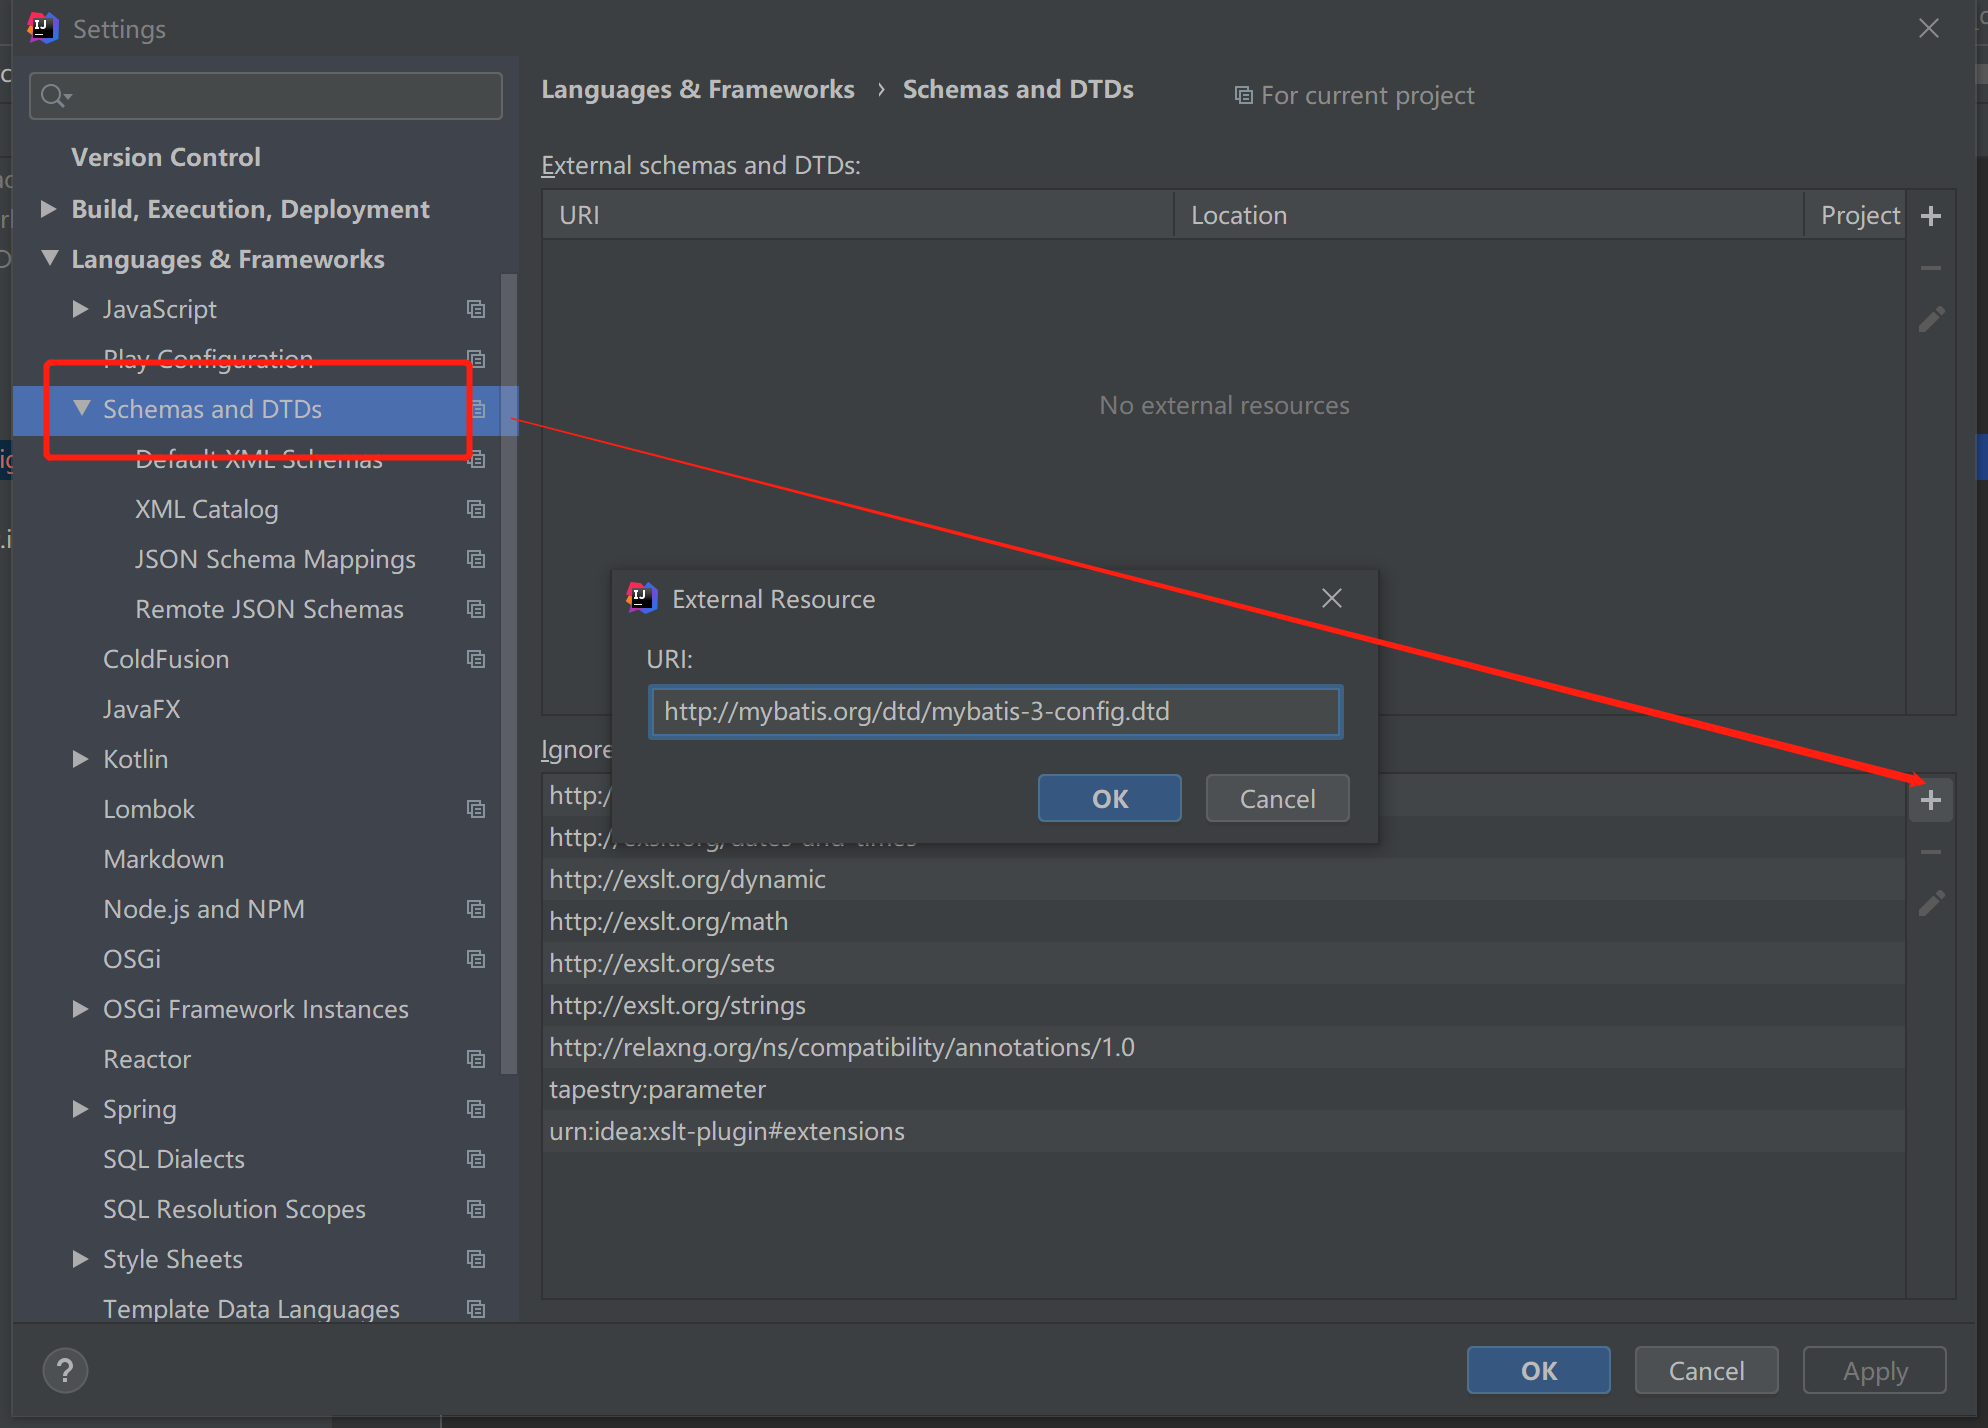 Settings
Version Control
Build, Execution, Deployment
Languages & Frameworks
JavaScript
Play Configuration
Schemas and DTDs
Default XML Schemas
XML Catalog
JSON Schema Mappings
Remote JSON Schemas
ColdFusion
JavaFX
Kotlin
Lombok
Markdown
Node.js and NPM
OSGi
OSGi Framework Instances
Reactor
Spring
SQL Dialects
SQL Resolution Scopes
Style Sheets
Template Data Languages
Languages & Frameworks › Schemas and DTDs
For current project
External schemas and DTDs:
URI Location Project
No external resources
External Resource
URI:
http://mybatis.org/dtd/mybatis-3-config.dtd
OK Cancel
Ignore
http:/
http://exslt.org/dates-and-times
http://exslt.org/dynamic
http://exslt.org/math
http://exslt.org/sets
http://exslt.org/strings
http://relaxng.org/ns/compatibility/annotations/1.0
tapestry:parameter
urn:idea:xslt-plugin#extensions
?
OK Cancel Apply